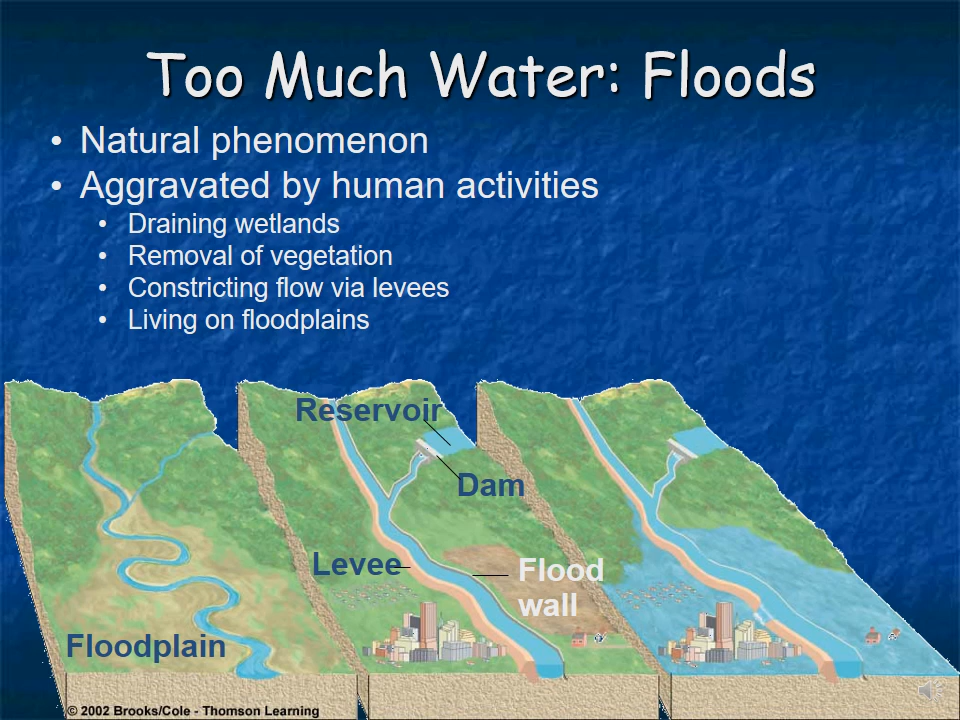 Too Much Water: Floods
• Natural phenomenon
• Aggravated by human activities
• Draining wetlands
• Removal of vegetation
• Constricting flow via levees
• Living on floodplains
Reservoir
Dam
Levee
Flood
wall
Floodplain
© 2002 Brooks/Cole - Thomson Learning